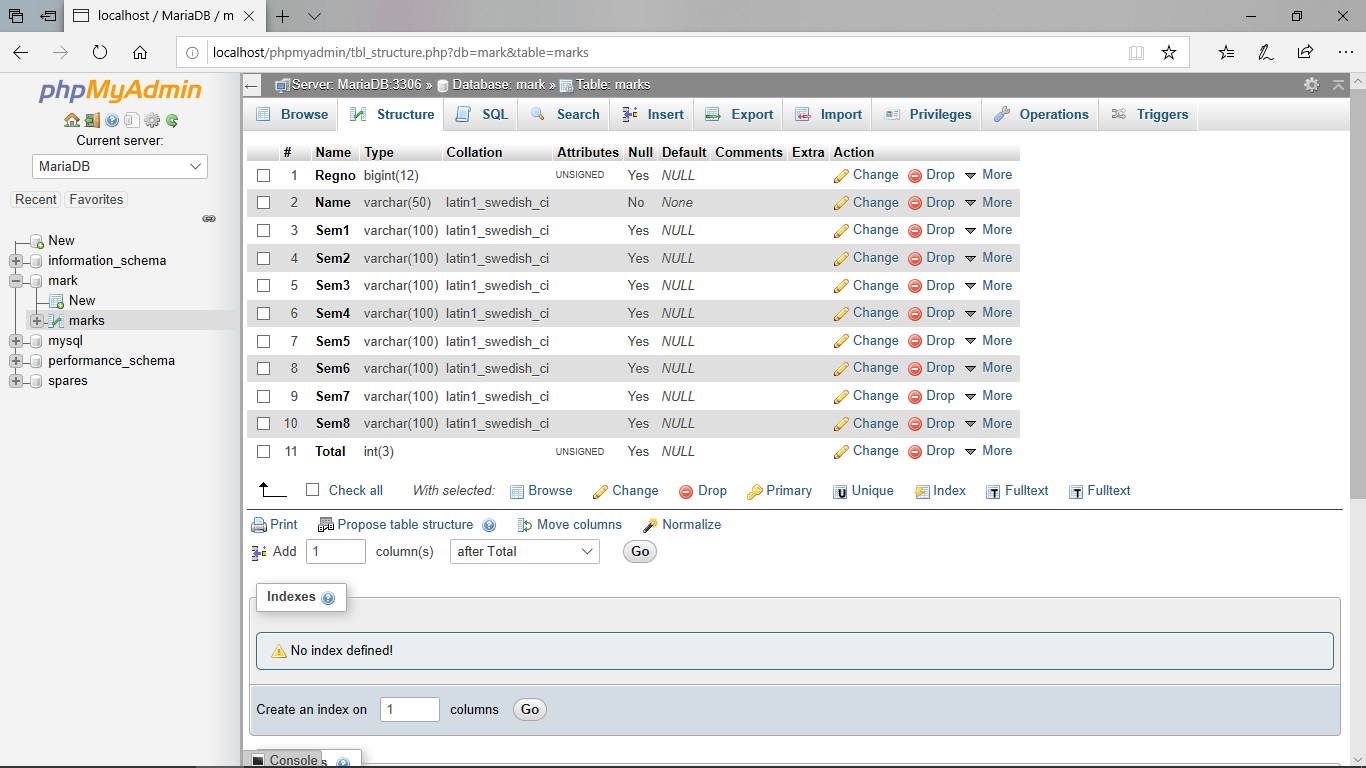 localhost / MariaDB / m
localhost/phpmyadmin/tbl_structure.php?db=mark&table=marks
phpMyAdmin
Current server:
MariaDB
Recent Favorites
New
information_schema
mark
New
marks
mysql
performance_schema
spares
Server: MariaDB:3306 » Database: mark » Table: marks
Browse Structure SQL Search Insert Export Import Privileges Operations Triggers
# Name Type Collation Attributes Null Default Comments Extra Action
1 Regno bigint(12) UNSIGNED Yes NULL Change Drop More
2 Name varchar(50) latin1_swedish_ci No None Change Drop More
3 Sem1 varchar(100) latin1_swedish_ci Yes NULL Change Drop More
4 Sem2 varchar(100) latin1_swedish_ci Yes NULL Change Drop More
5 Sem3 varchar(100) latin1_swedish_ci Yes NULL Change Drop More
6 Sem4 varchar(100) latin1_swedish_ci Yes NULL Change Drop More
7 Sem5 varchar(100) latin1_swedish_ci Yes NULL Change Drop More
8 Sem6 varchar(100) latin1_swedish_ci Yes NULL Change Drop More
9 Sem7 varchar(100) latin1_swedish_ci Yes NULL Change Drop More
10 Sem8 varchar(100) latin1_swedish_ci Yes NULL Change Drop More
11 Total int(3) UNSIGNED Yes NULL Change Drop More
Check all With selected: Browse Change Drop Primary Unique Index Fulltext Fulltext
Print Propose table structure Move columns Normalize
Add 1 column(s) after Total Go
Indexes
No index defined!
Create an index on 1 columns Go
Console